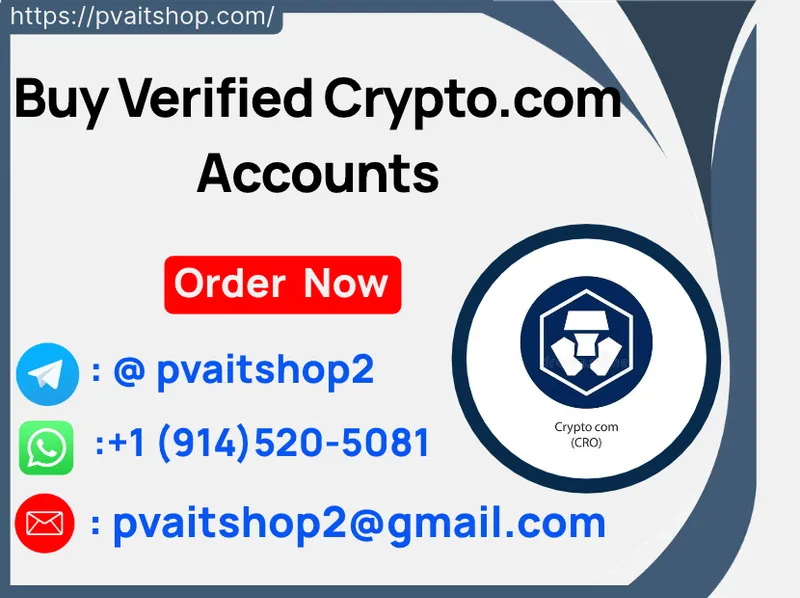 https://pvaitshop.com/
Buy Verified Crypto.com
Accounts
Order Now
: @ pvaitshop2
:+1 (914)520-5081
: pvaitshop2@gmail.com
Crypto com
(CRO)